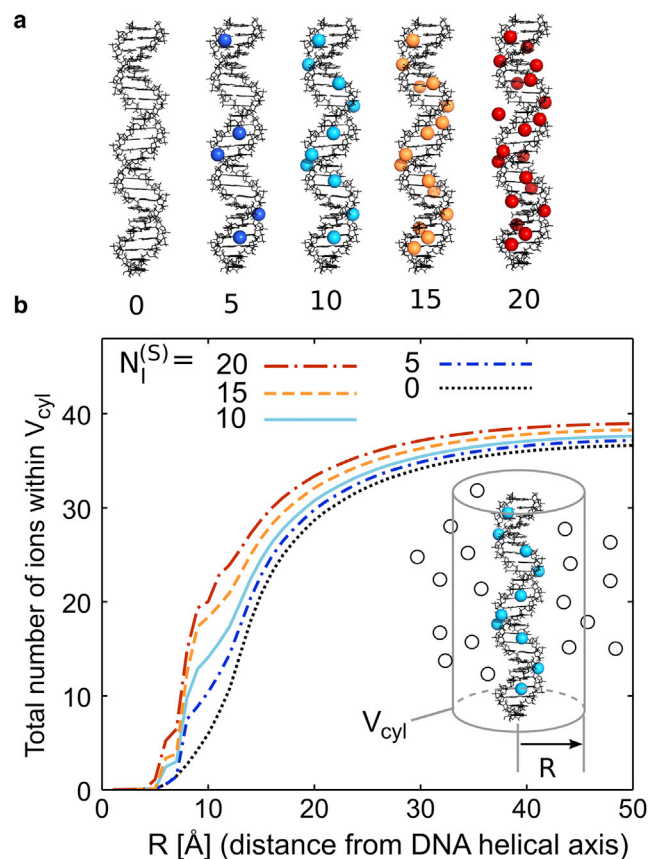 a
0 5 10 15 20
b
N_I^(S) =
20
15
10
5
0
Total number of ions within V_cyl
40
30
20
10
0
V_cyl
R
0 10 20 30 40 50
R [Å] (distance from DNA helical axis)